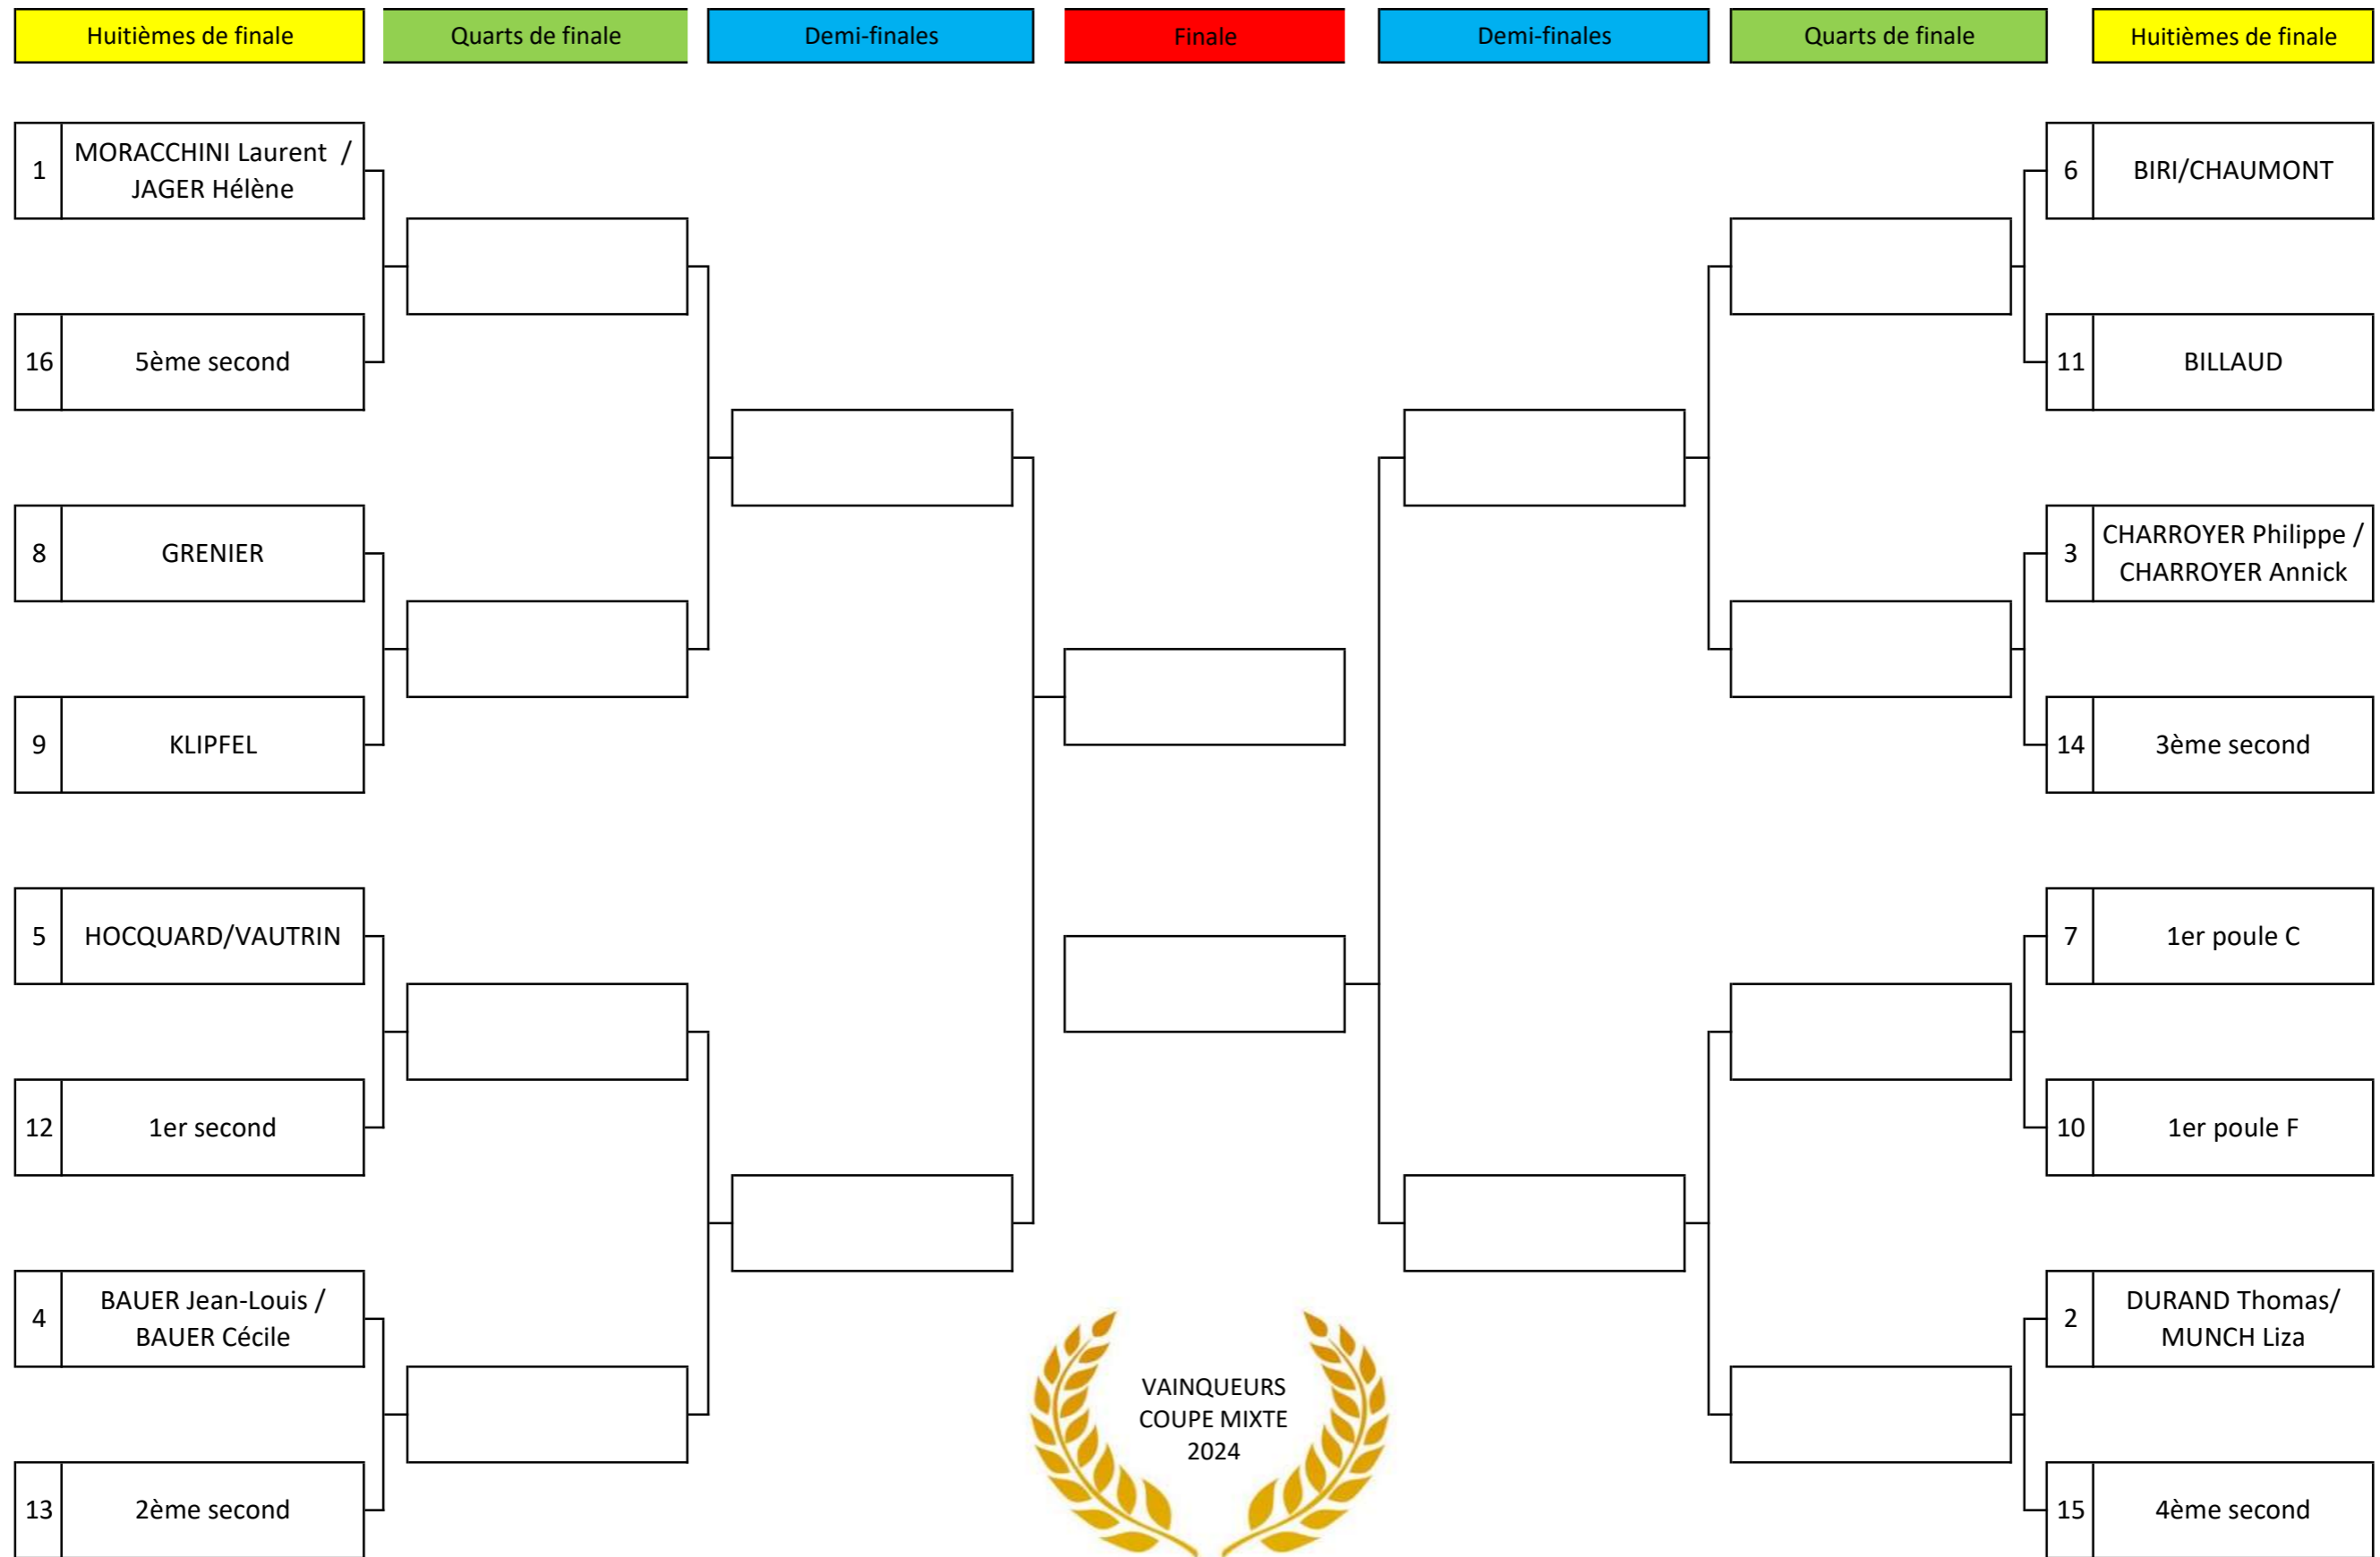 Huitièmes de finale
Quarts de finale
Demi-finales
Finale
Demi-finales
Quarts de finale
Huitièmes de finale
1
MORACCHINI Laurent /
JAGER Hélène
16
5ème second
8
GRENIER
9
KLIPFEL
5
HOCQUARD/VAUTRIN
12
1er second
4
BAUER Jean-Louis /
BAUER Cécile
13
2ème second
VAINQUEURS
COUPE MIXTE
2024
6
BIRI/CHAUMONT
11
BILLAUD
3
CHARROYER Philippe /
CHARROYER Annick
14
3ème second
7
1er poule C
10
1er poule F
2
DURAND Thomas/
MUNCH Liza
15
4ème second